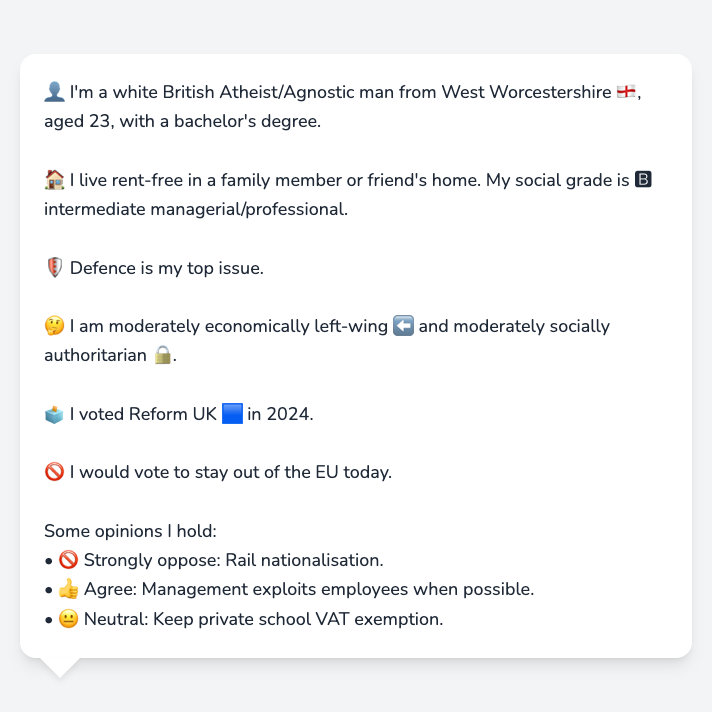 👤 I'm a white British Atheist/Agnostic man from West Worcestershire 🏴󠁧󠁢󠁥󠁮󠁧󠁿,
aged 23, with a bachelor's degree.
🏠 I live rent-free in a family member or friend's home. My social grade is 🅱
intermediate managerial/professional.
🛡️ Defence is my top issue.
🤔 I am moderately economically left-wing ⬅️ and moderately socially
authoritarian 🔒.
🗳️ I voted Reform UK 🟦 in 2024.
🚫 I would vote to stay out of the EU today.
Some opinions I hold:
• 🚫 Strongly oppose: Rail nationalisation.
• 👍 Agree: Management exploits employees when possible.
• 😐 Neutral: Keep private school VAT exemption.